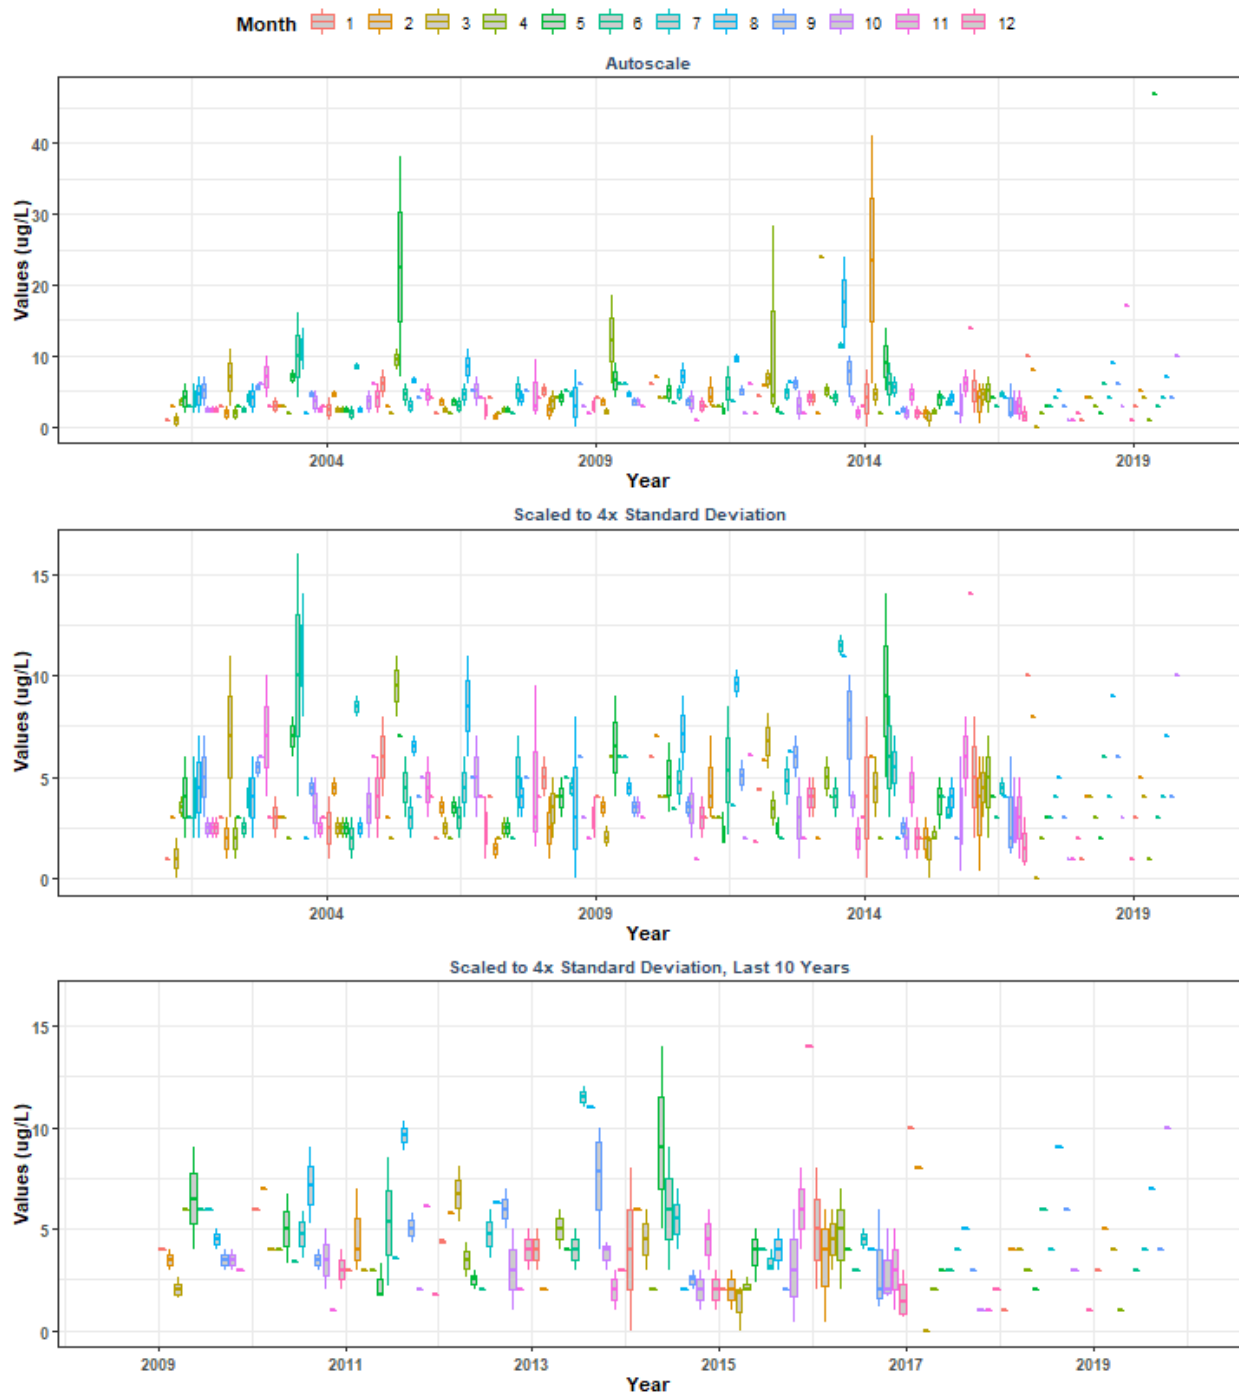 Month 1 2 3 4 5 6 7 8 9 10 11 12
Autoscale
Values (ug/L)
40
30
20
10
0
2004 2009 2014 2019
Year
Scaled to 4x Standard Deviation
Values (ug/L)
15
10
5
0
2004 2009 2014 2019
Year
Scaled to 4x Standard Deviation, Last 10 Years
Values (ug/L)
15
10
5
0
2009 2011 2013 2015 2017 2019
Year